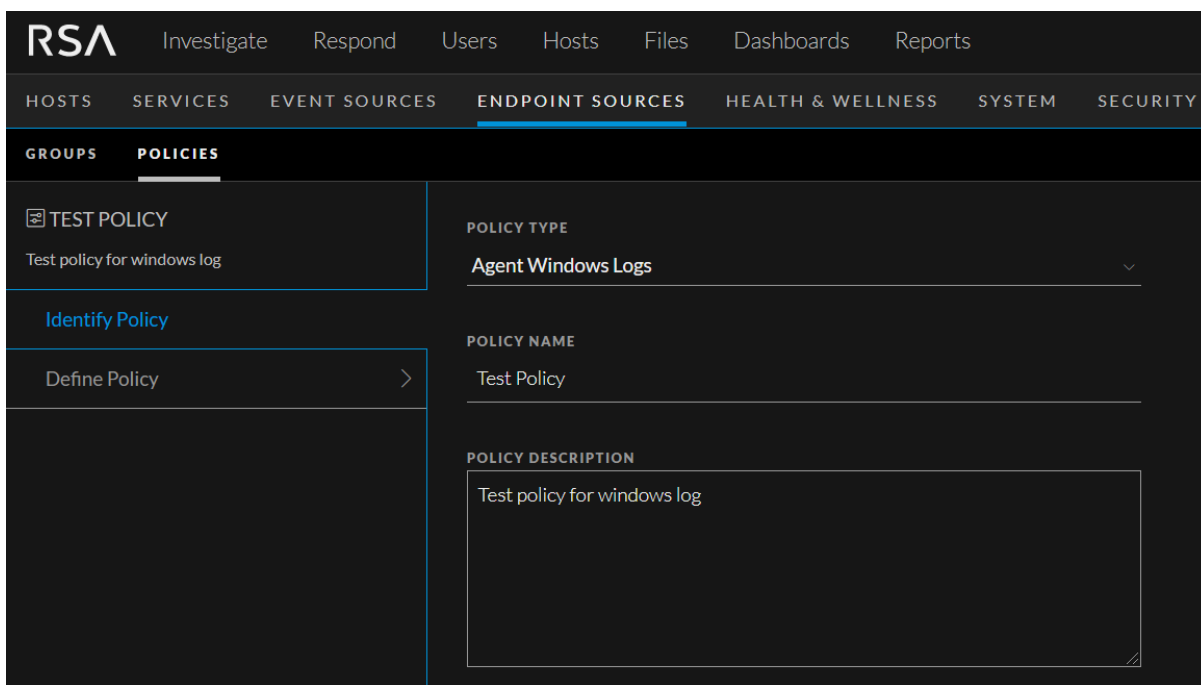 RSA Investigate Respond Users Hosts Files Dashboards Reports
HOSTS SERVICES EVENT SOURCES ENDPOINT SOURCES HEALTH & WELLNESS SYSTEM SECURITY
GROUPS POLICIES
TEST POLICY
Test policy for windows log
Identify Policy
Define Policy
POLICY TYPE
Agent Windows Logs
POLICY NAME
Test Policy
POLICY DESCRIPTION
Test policy for windows log